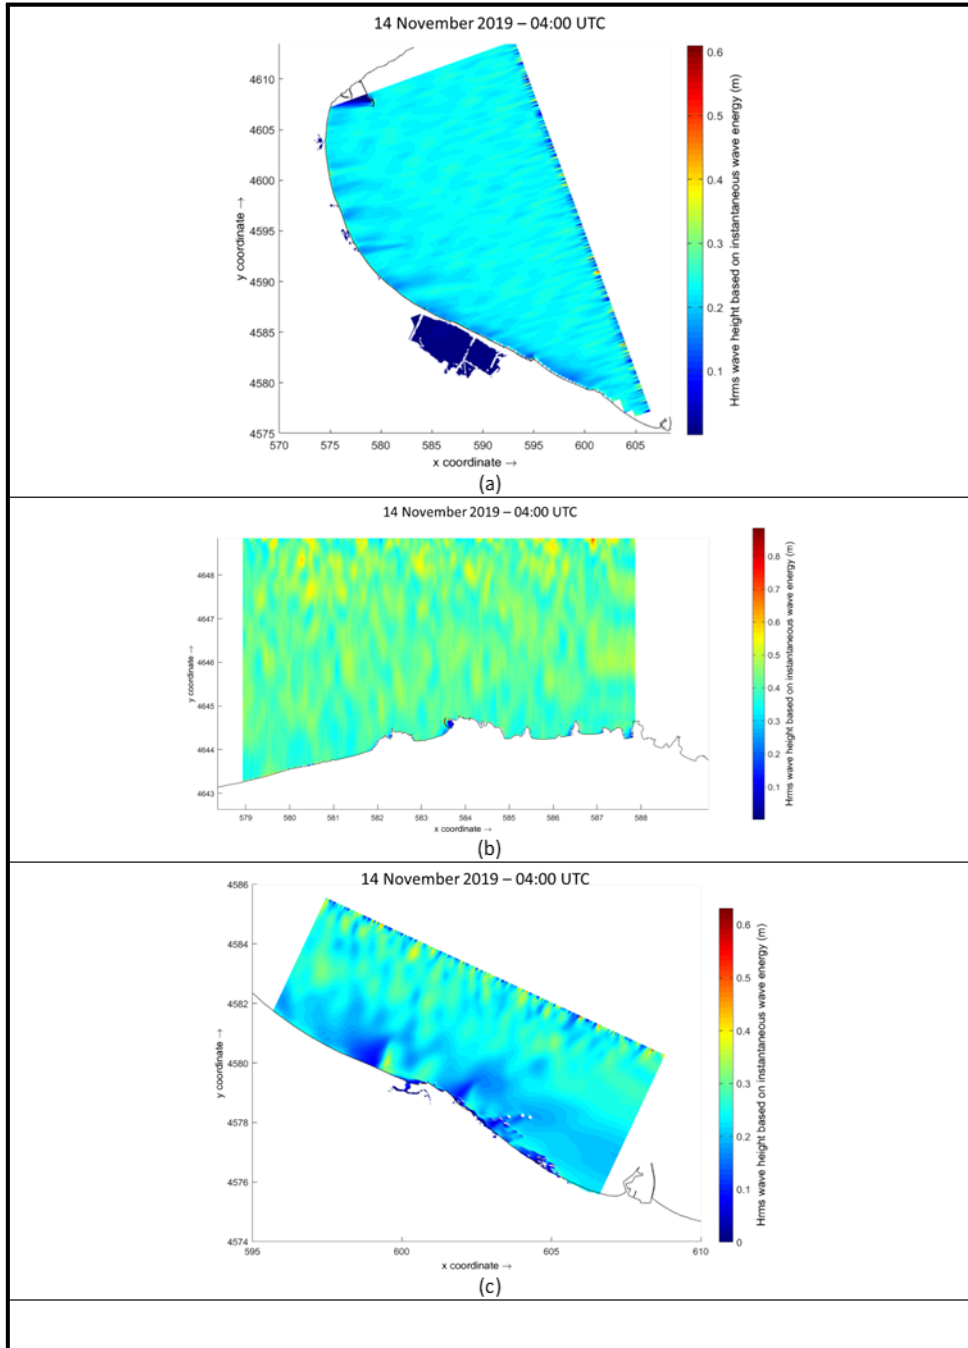 14 November 2019 – 04:00 UTC
4610
4605
4600
4595
4590
4585
4580
4575
y coordinate →
570 575 580 585 590 595 600 605
x coordinate →
0.6
0.5
0.4
0.3
0.2
0.1
Hrms wave height based on instantaneous wave energy (m)
(a)
14 November 2019 – 04:00 UTC
4648
4647
4646
4645
4644
4643
y coordinate →
579 580 581 582 583 584 585 586 587 588
x coordinate →
0.8
0.7
0.6
0.5
0.4
0.3
0.2
0.1
Hrms wave height based on instantaneous wave energy (m)
(b)
14 November 2019 – 04:00 UTC
4586
4584
4582
4580
4578
4576
4574
y coordinate →
595 600 605 610
x coordinate →
0.6
0.5
0.4
0.3
0.2
0.1
0
Hrms wave height based on instantaneous wave energy (m)
(c)